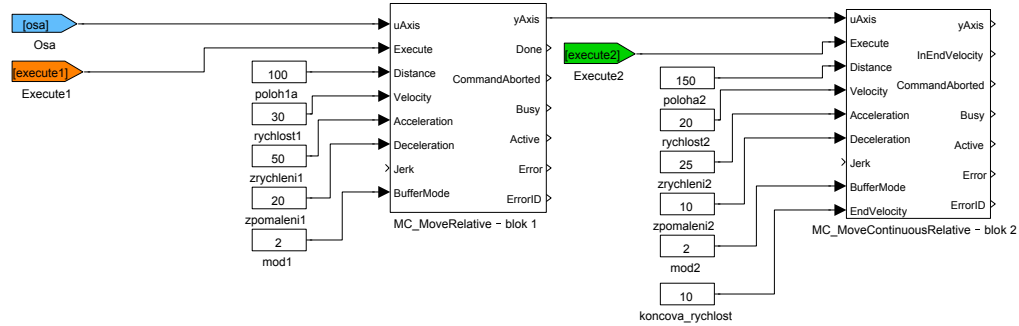 [osa]
Osa
[execute1]
Execute1
100
poloh1a
30
rychlost1
50
zrychleni1
20
zpomaleni1
2
mod1
uAxis
Execute
Distance
Velocity
Acceleration
Deceleration
Jerk
BufferMode
yAxis
Done
CommandAborted
Busy
Active
Error
ErrorID
MC_MoveRelative − blok 1
[execute2]
Execute2
150
poloha2
20
rychlost2
25
zrychleni2
10
zpomaleni2
2
mod2
10
koncova_rychlost
uAxis
Execute
Distance
Velocity
Acceleration
Deceleration
Jerk
BufferMode
EndVelocity
yAxis
InEndVelocity
CommandAborted
Busy
Active
Error
ErrorID
MC_MoveContinuousRelative − blok 2